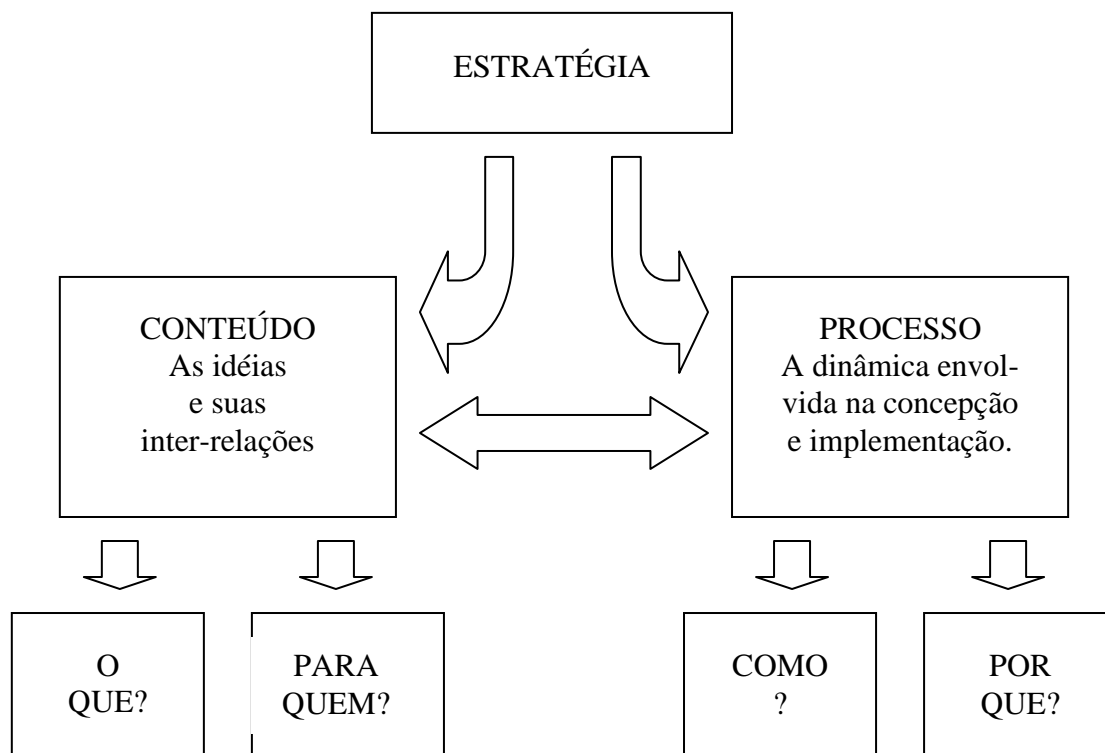 ESTRATÉGIA
CONTEÚDO
As idéias
e suas
inter-relações
PROCESSO
A dinâmica envol-
vida na concepção
e implementação.
O
QUE?
PARA
QUEM?
COMO
?
POR
QUE?